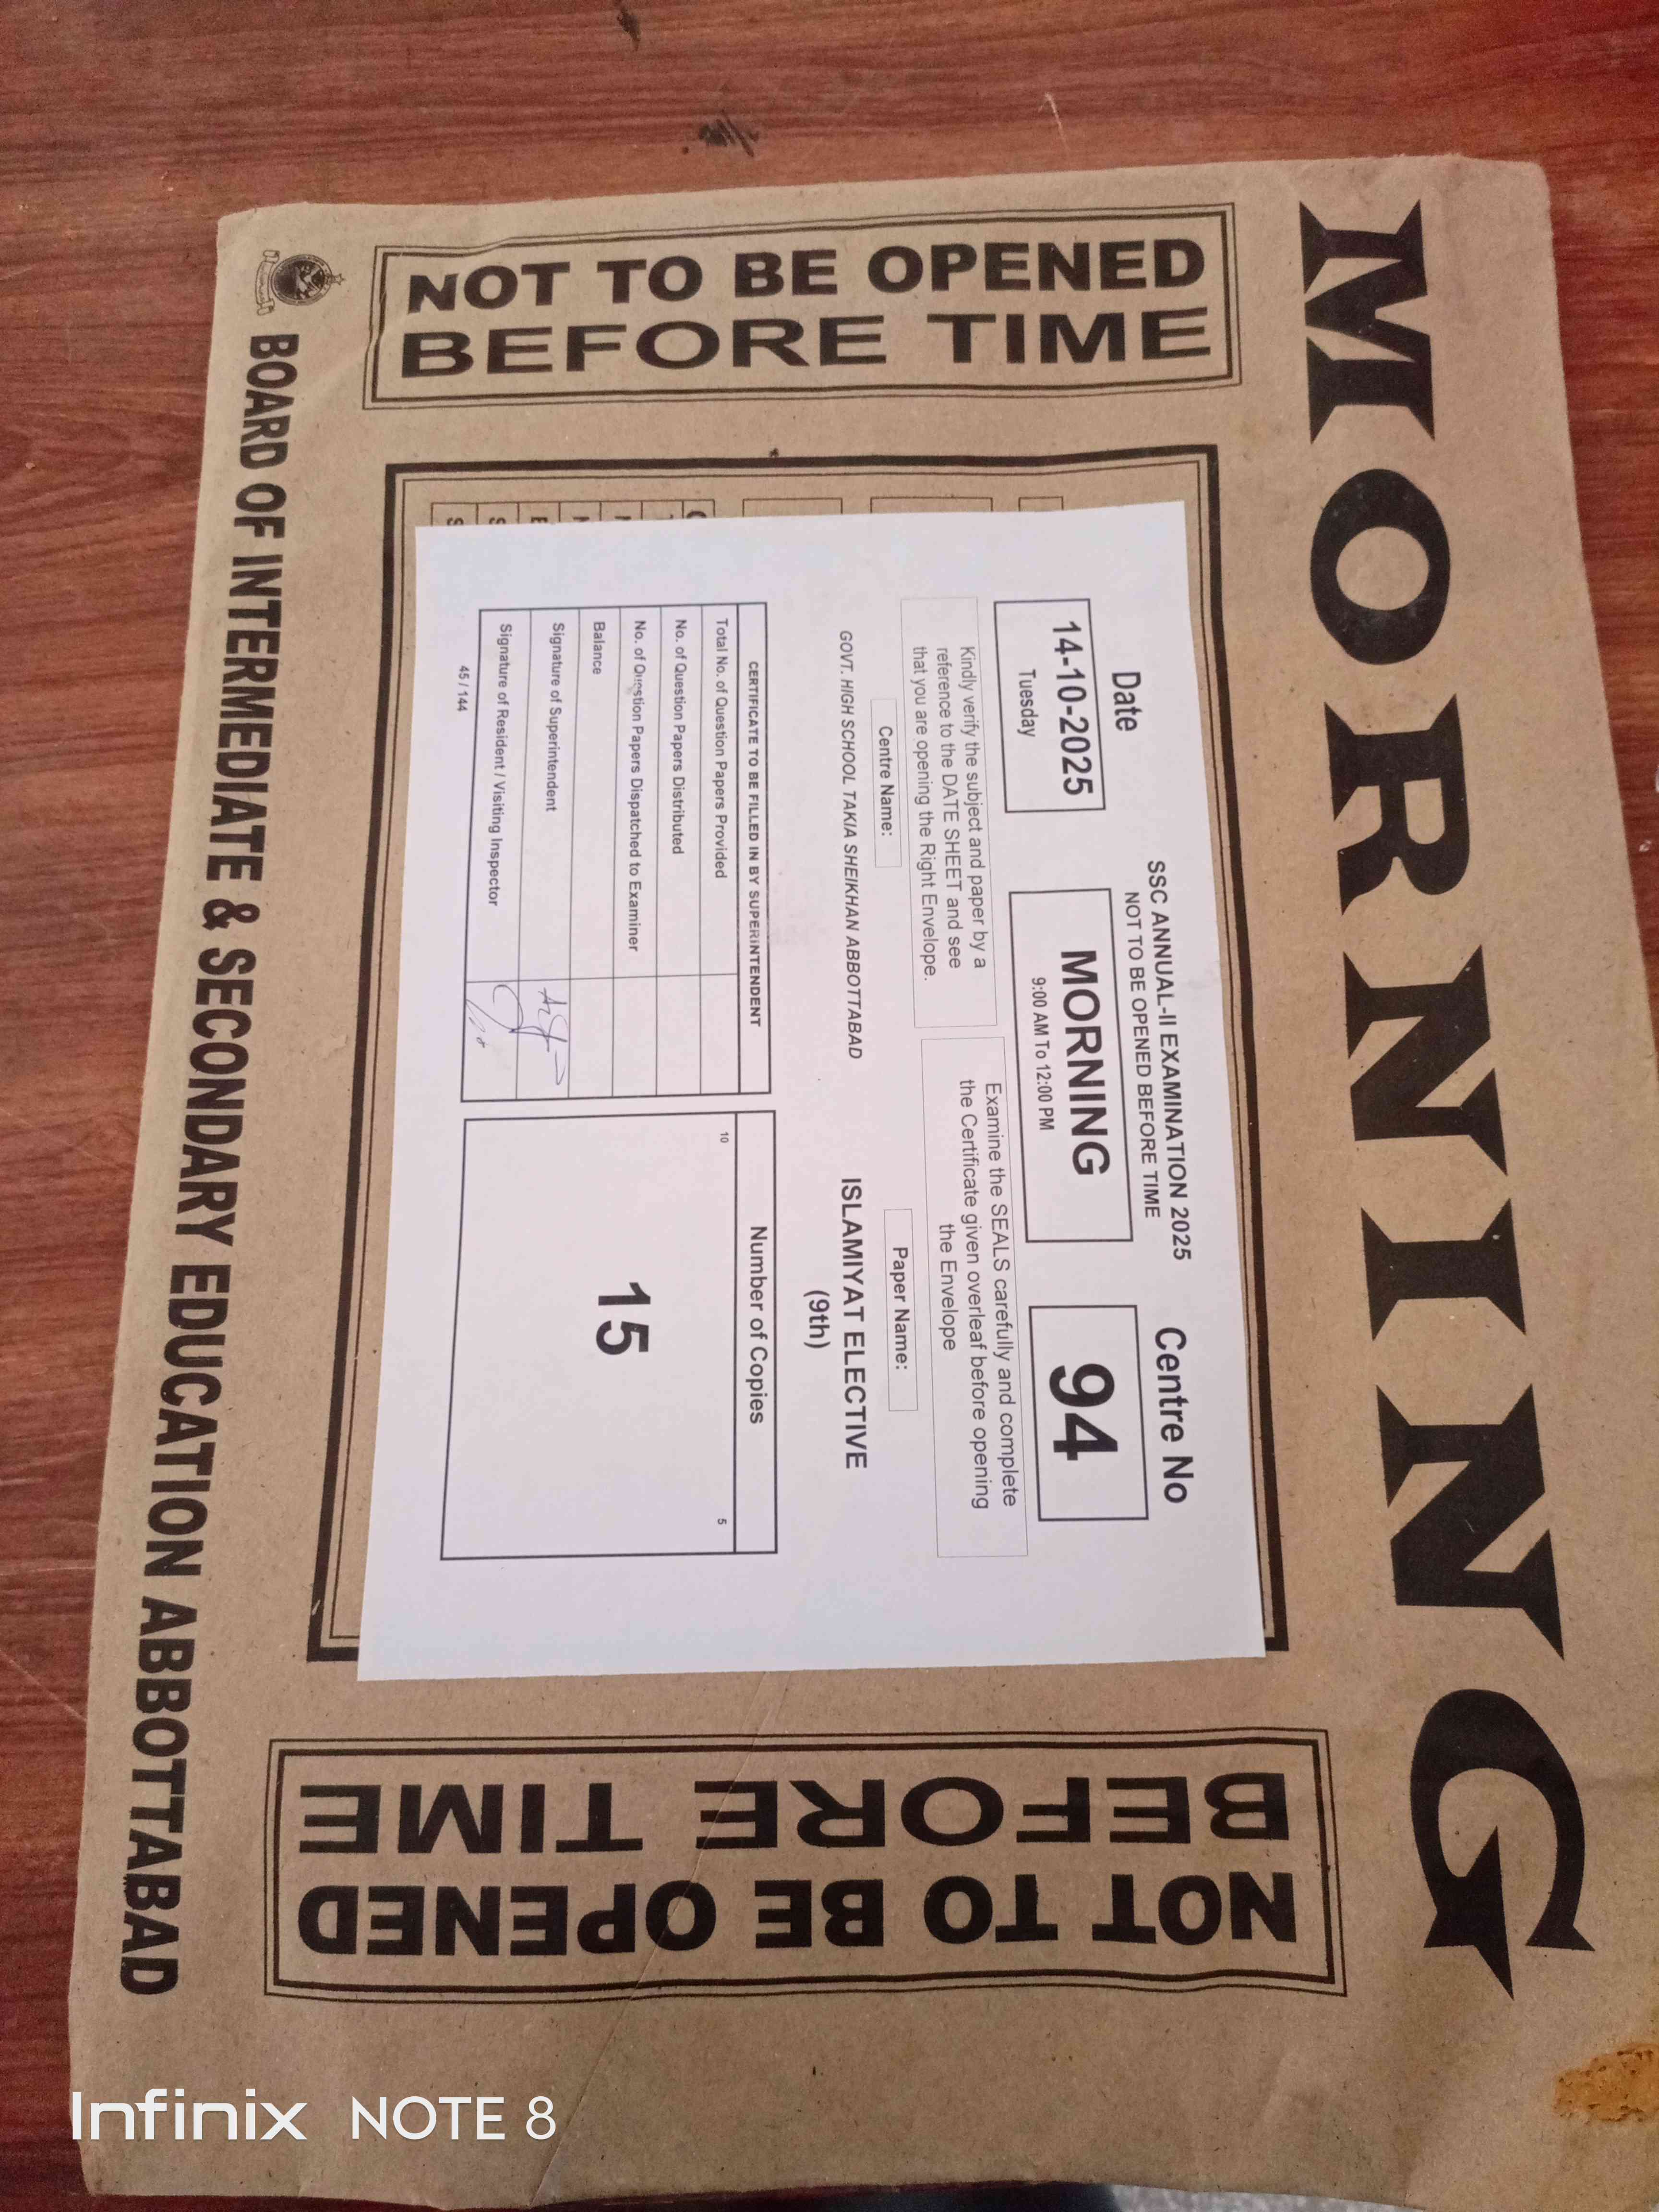 MORNING
NOT TO BE OPENED
BEFORE TIME
SSC ANNUAL-II EXAMINATION 2025
NOT TO BE OPENED BEFORE TIME
Date
14-10-2025
Tuesday
MORNING
9:00 AM To 12:00 PM
Centre No
94
Kindly verify the subject and paper by a
reference to the DATE SHEET and see
that you are opening the Right Envelope.
Examine the SEALS carefully and complete
the Certificate given overleaf before opening
the Envelope
Centre Name:
GOVT. HIGH SCHOOL TAKIA SHEIKHAN ABBOTTABAD
Paper Name:
ISLAMIYAT ELECTIVE
(9th)
CERTIFICATE TO BE FILLED IN BY SUPERINTENDENT
Total No. of Question Papers Provided
No. of Question Papers Distributed
No. of Question Papers Dispatched to Examiner
Balance
Signature of Superintendent
Signature of Resident / Visiting Inspector
45 / 144
Number of Copies
10
5
15
NOT TO BE OPENED
BEFORE TIME
BOARD OF INTERMEDIATE & SECONDARY EDUCATION ABBOTTABAD
Infinix NOTE 8